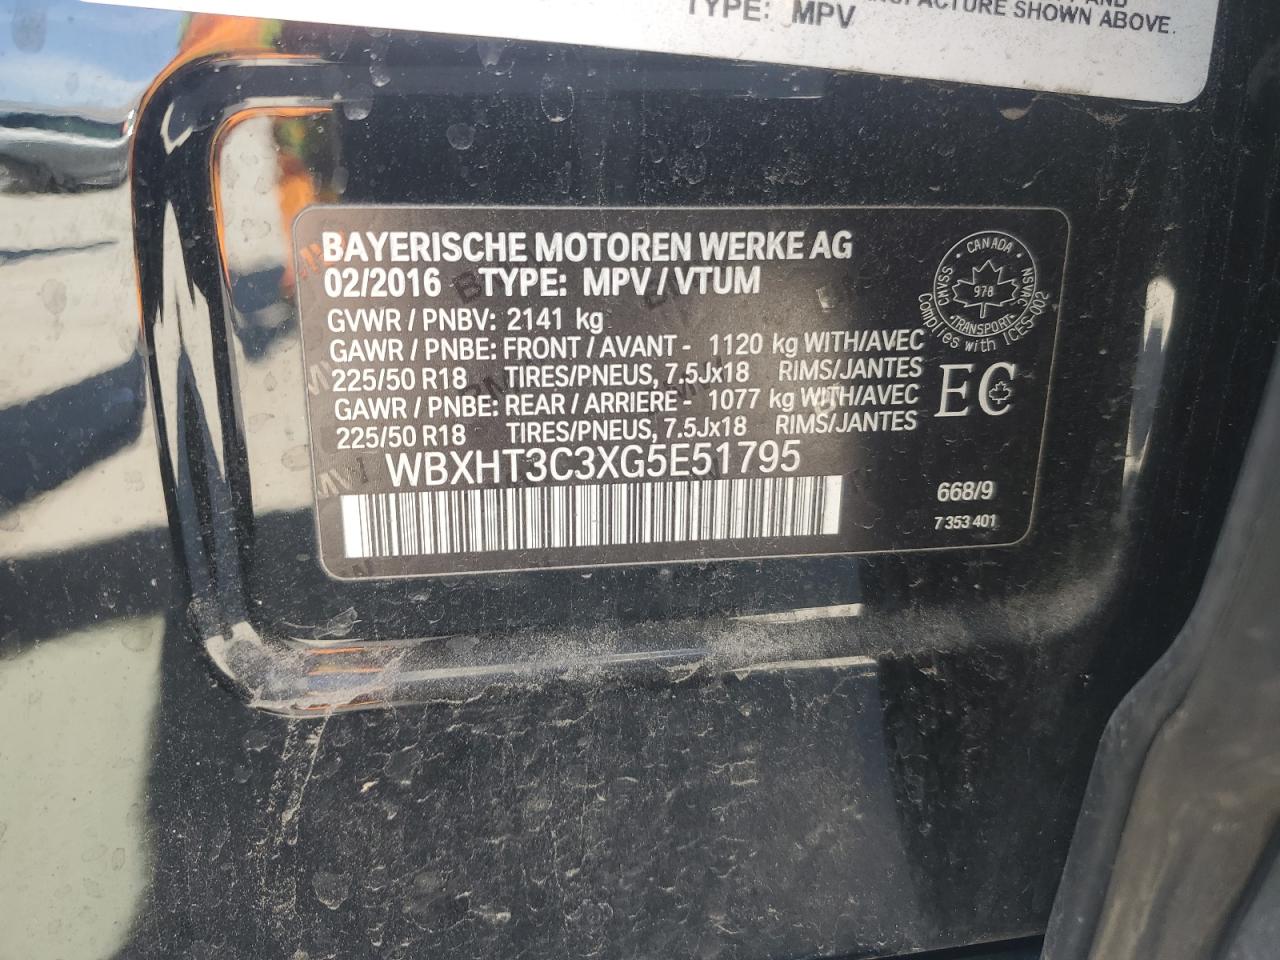 MANUFACTURE SHOWN ABOVE.
TYPE: MPV
BAYERISCHE MOTOREN WERKE AG
02/2016 TYPE: MPV / VTUM
GVWR / PNBV: 2141 kg
GAWR / PNBE: FRONT / AVANT - 1120 kg WITH/AVEC
225/50 R18 TIRES/PNEUS, 7.5Jx18 RIMS/JANTES
GAWR / PNBE: REAR / ARRIERE - 1077 kg WITH/AVEC
225/50 R18 TIRES/PNEUS, 7.5Jx18 RIMS/JANTES
WBXHT3C3XG5E51795
CANADA
CMVSS
NSVAC
978
TRANSPORT
Complies with ICES-002
EC
668/9
7 353 401